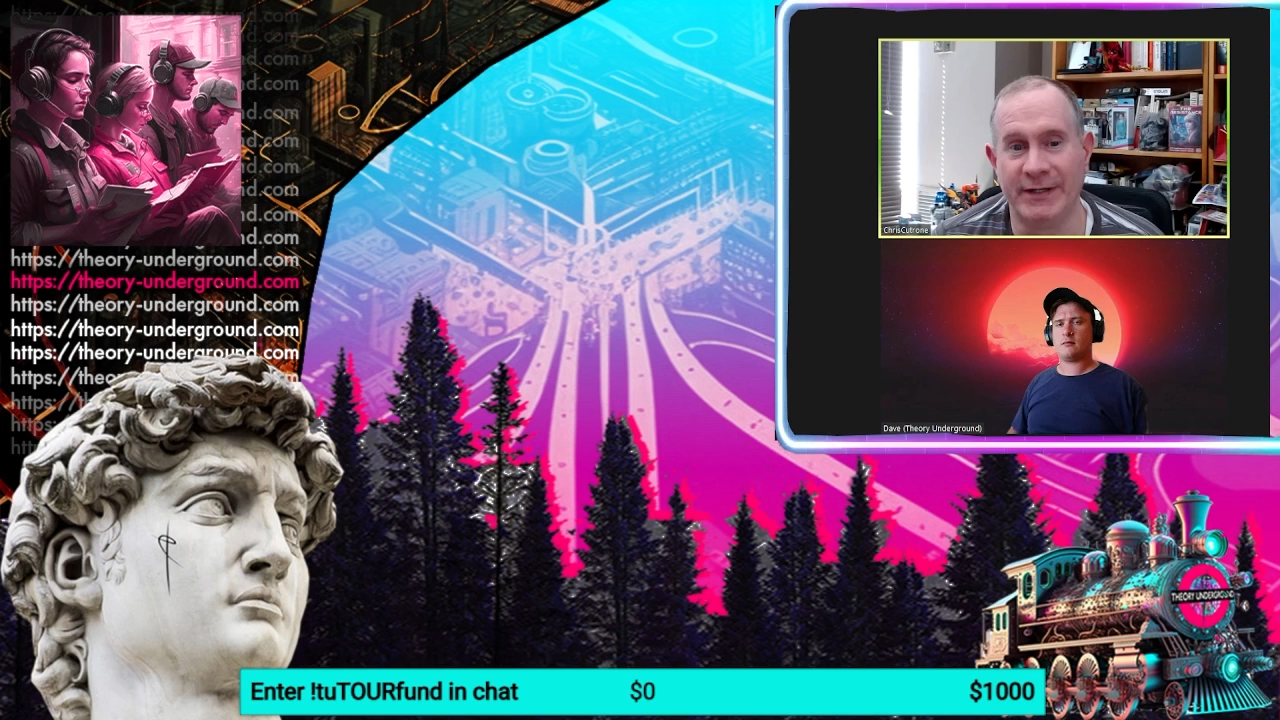 https://theory-underground.com
https://theory-underground.com
https://theory-underground.com
https://theory-underground.com
https://theory-underground.com
ChrisCutrone
Dave (Theory Underground)
THEORY UNDERGROUND
Enter !tuTOURfund in chat $0 $1000